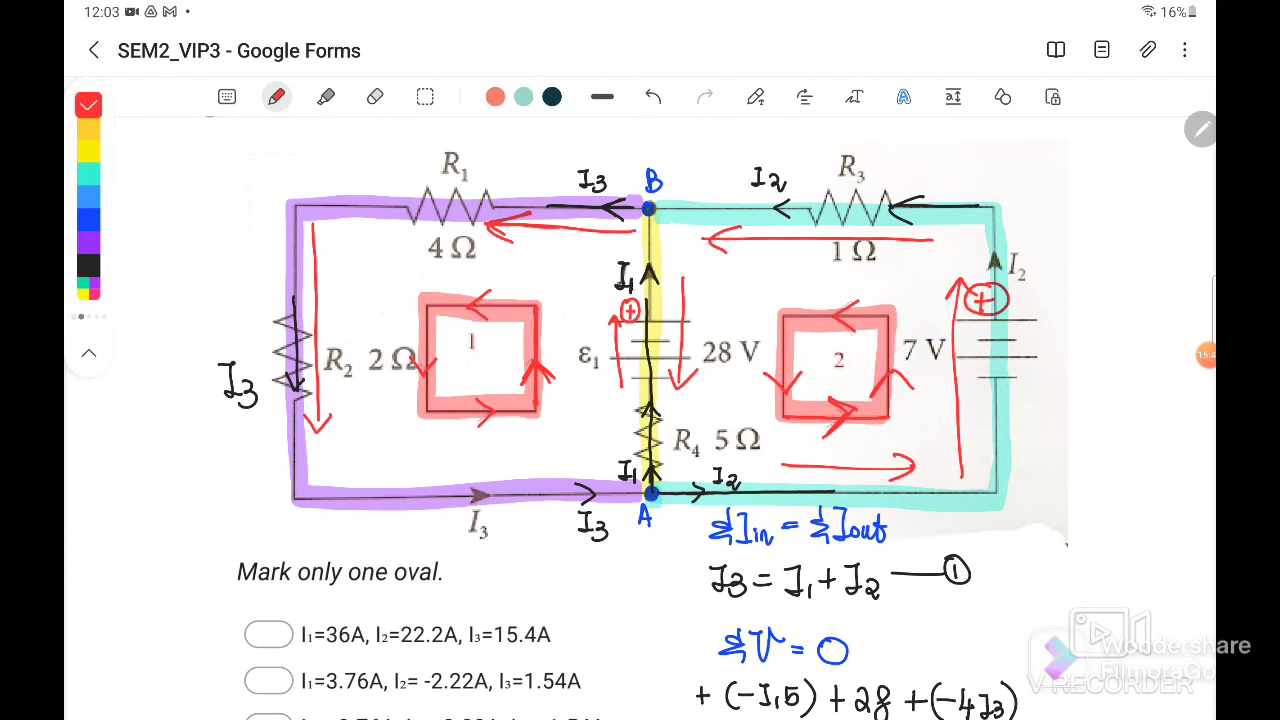 12:03
16%
SEM2_VIP3 - Google Forms
R₁
I3
B
I2
R₃
4 Ω
1 Ω
I₂
I1
+
+
I3
R₂ 2 Ω
1
ε₁
28 V
2
7 V
R₄ 5 Ω
I1
I2
A
I₃
I3
ΣIin = ΣIout
Mark only one oval.
I3 = I1 + I2 — ①
I₁=36A, I₂=22.2A, I₃=15.4A
ΣV = 0
Wondershare
I₁=3.76A, I₂= -2.22A, I₃=1.54A
+ (-I15) + 28 + (-4I3)
15:4